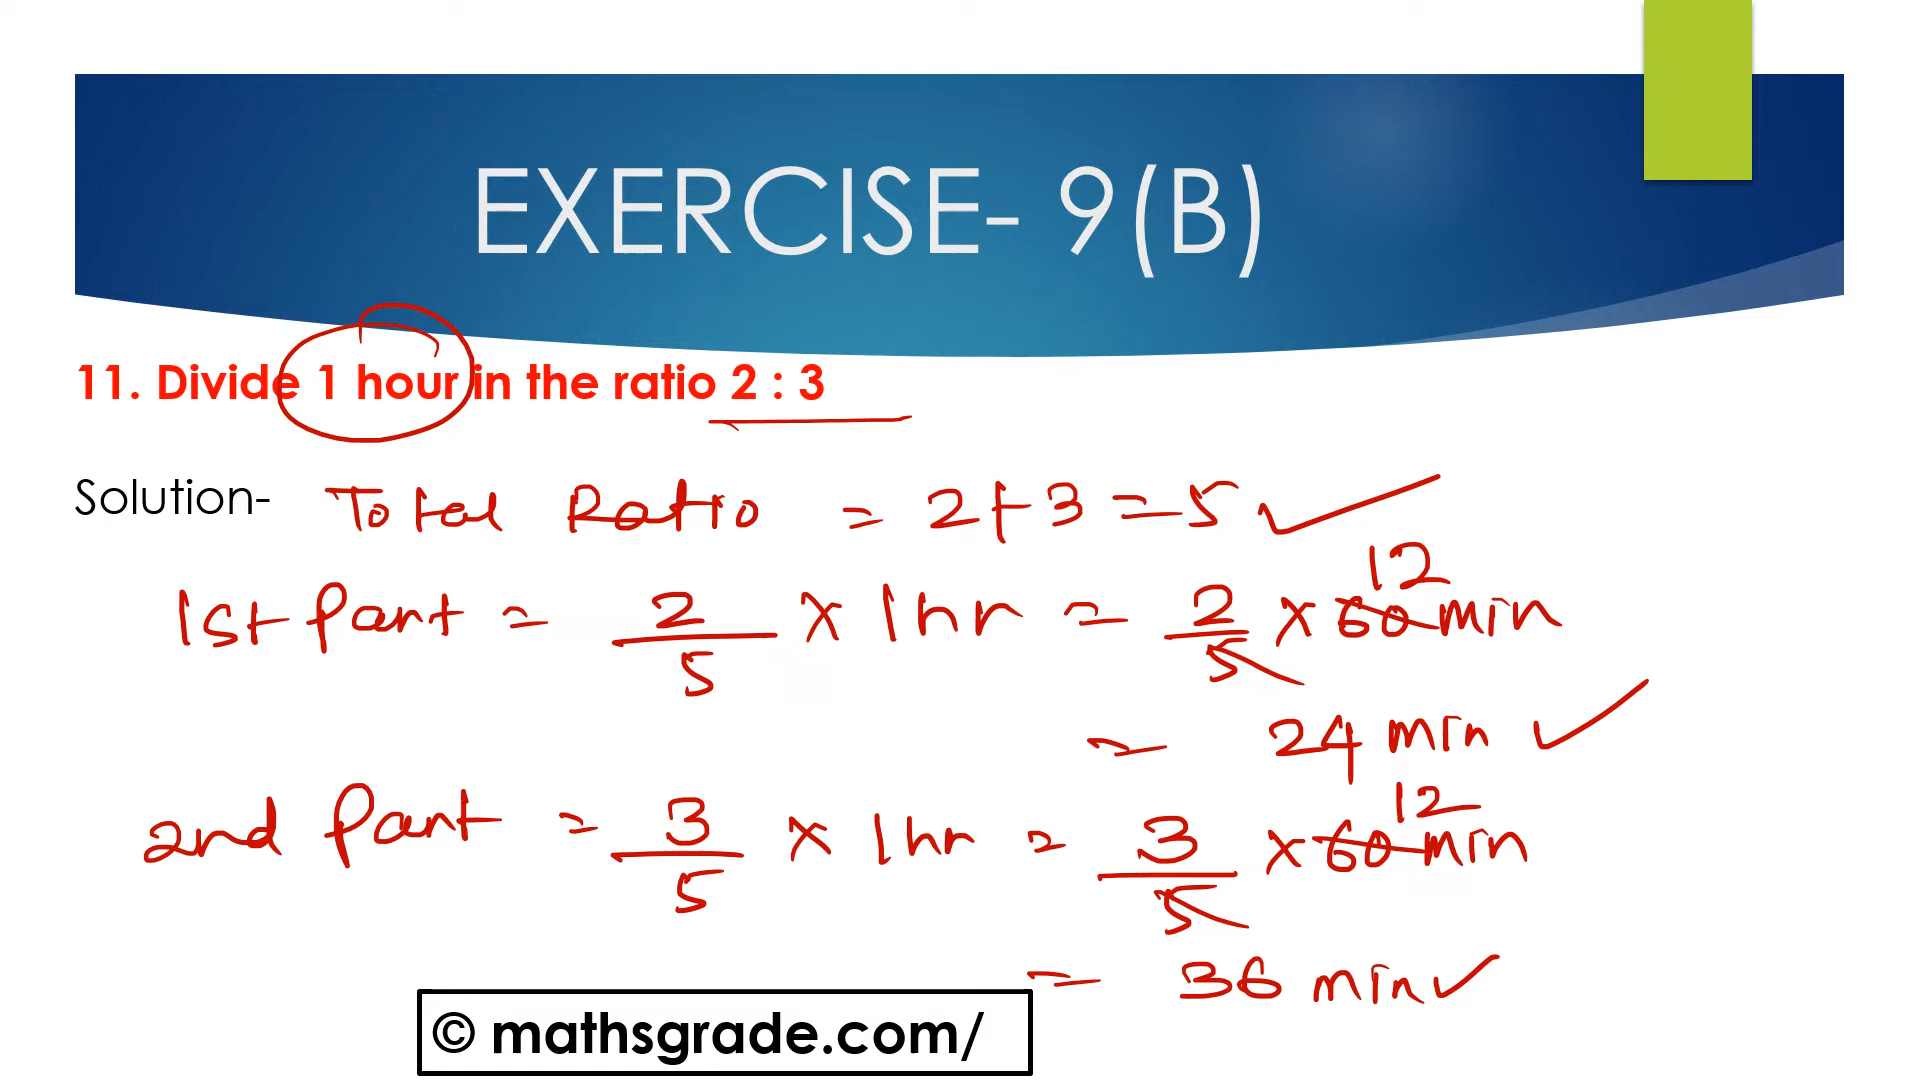 EXERCISE- 9(B)
11. Divide 1 hour in the ratio 2 : 3
Solution- Total Ratio = 2+3 = 5 ✓
12
1st Part = 2/5 × 1hr = 2/5 × 60 min
= 24 min ✓
12
2nd Part = 3/5 × 1hr = 3/5 × 60 min
= 36 min ✓
© mathsgrade.com/